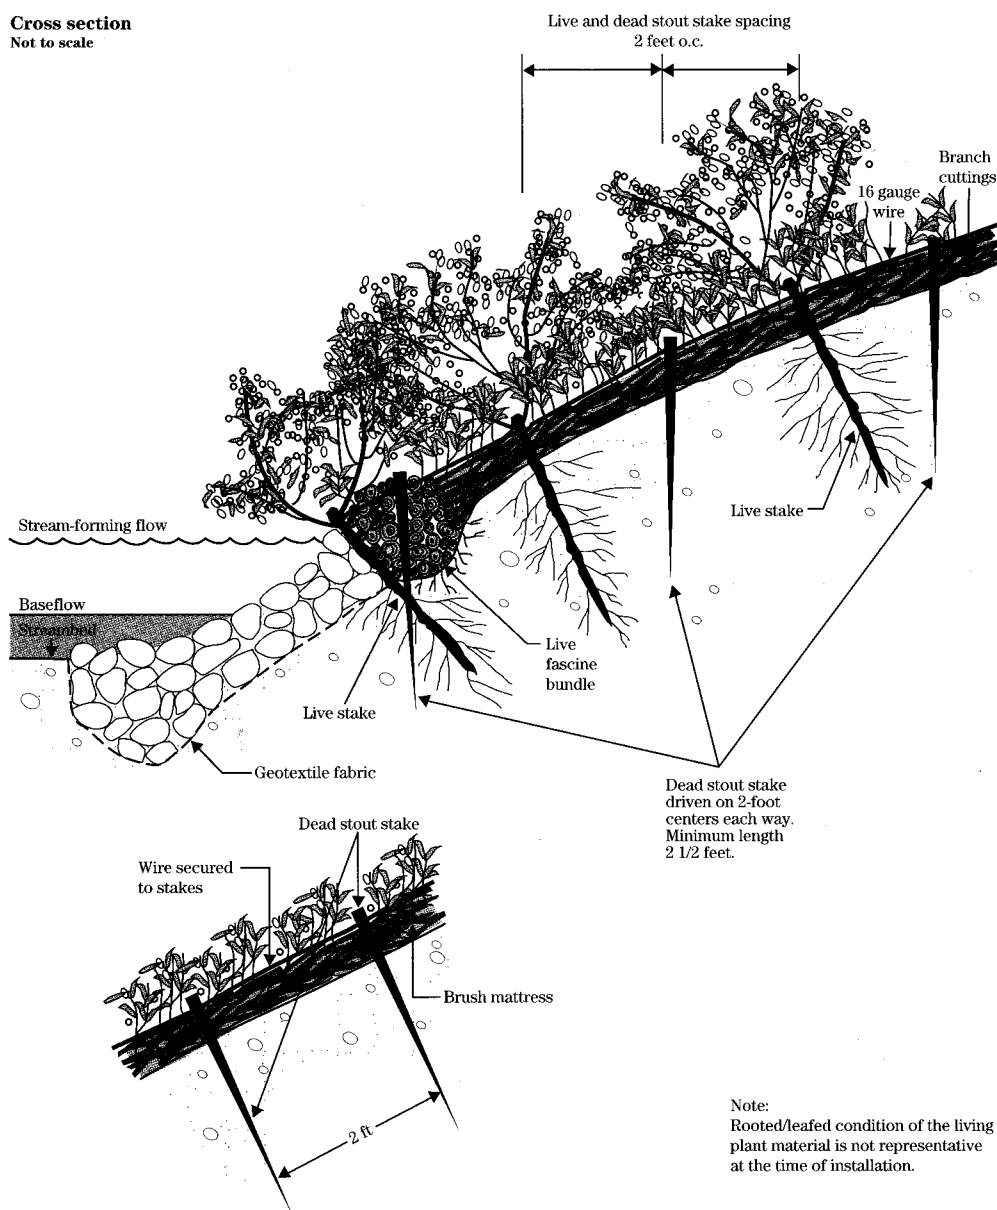 Cross section
Not to scale
Live and dead stout stake spacing
2 feet o.c.
Branch
cuttings
16 gauge
wire
Live stake
Stream-forming flow
Baseflow
Streambed
Live
fascine
bundle
Live stake
Geotextile fabric
Dead stout stake
driven on 2-foot
centers each way.
Minimum length
2 1/2 feet.
Dead stout stake
Wire secured
to stakes
Brush mattress
2 ft
Note:
Rooted/leafed condition of the living
plant material is not representative
at the time of installation.